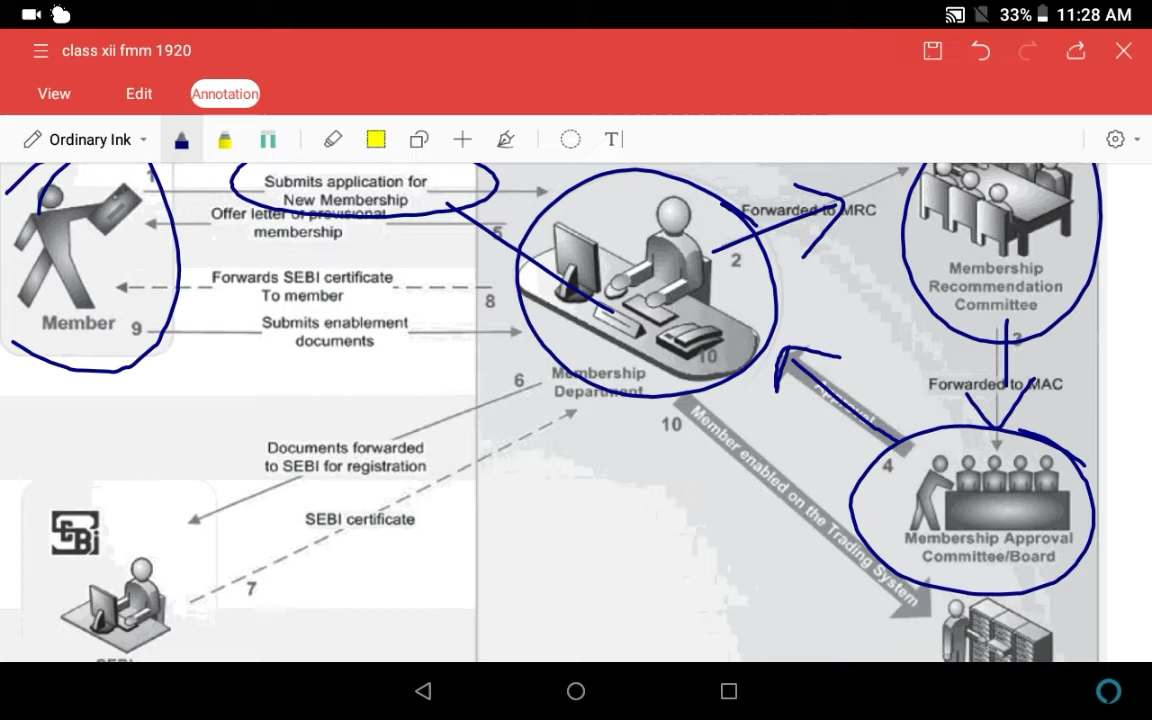 33% 11:28 AM
class xii fmm 1920
View Edit Annotation
Ordinary Ink T
1
Submits application for
New Membership
Offer letter of provisional
membership
5
Forwards SEBI certificate
To member
8
Member
9
Submits enablement
documents
Forwarded to MRC
2
10
Membership
Department
Membership
Recommendation
Committee
3
Forwarded to MAC
Approval
4
Membership Approval
Committee/Board
6
10
Member enabled on the Trading System
Documents forwarded
to SEBI for registration
SEBI certificate
7
SEBI
SEBI